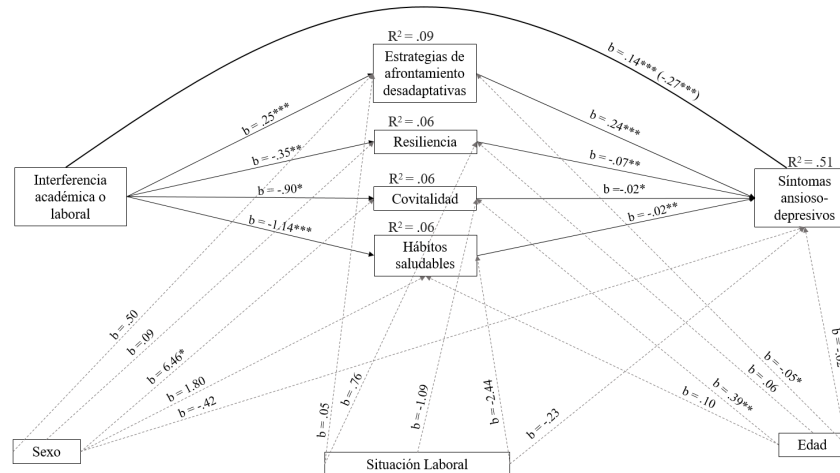 R² = .09
Estrategias de
afrontamiento
desadaptativas
b = .14*** (-.27***)
b = .25***
b = .24***
R² = .06
Resiliencia
b = -.35**
b = -.07**
R² = .51
Interferencia
académica o
laboral
Síntomas
ansioso-
depresivos
R² = .06
Covitalidad
b = -.90*
b =-.02*
R² = .06
Hábitos
saludables
b = -1.14***
b = -.02**
b = .50
b = .09
b = 6.46*
b = 1.80
b = -.42
b = .05
b = .76
b = -1.09
b = -2.44
b = -.23
b = .10
b = .39**
b = .06
b = -.05*
Sexo
Situación Laboral
Edad